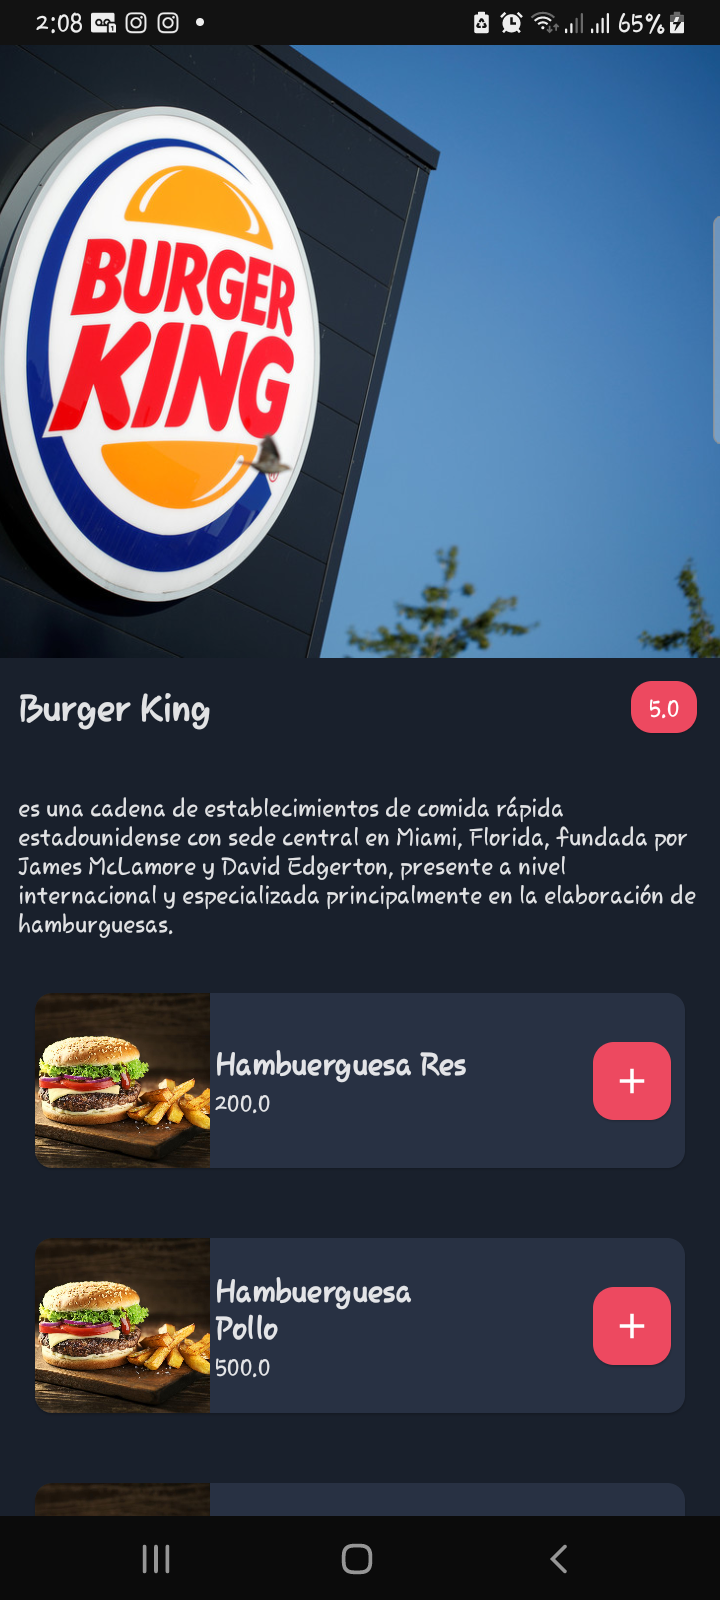 2:08
65%
BURGER
KING
Burger King
5.0
es una cadena de establecimientos de comida rápida
estadounidense con sede central en Miami, Florida, fundada por
James McLamore y David Edgerton, presente a nivel
internacional y especializada principalmente en la elaboración de
hamburguesas.
Hambuerguesa Res
200.0
+
Hambuerguesa
Pollo
500.0
+